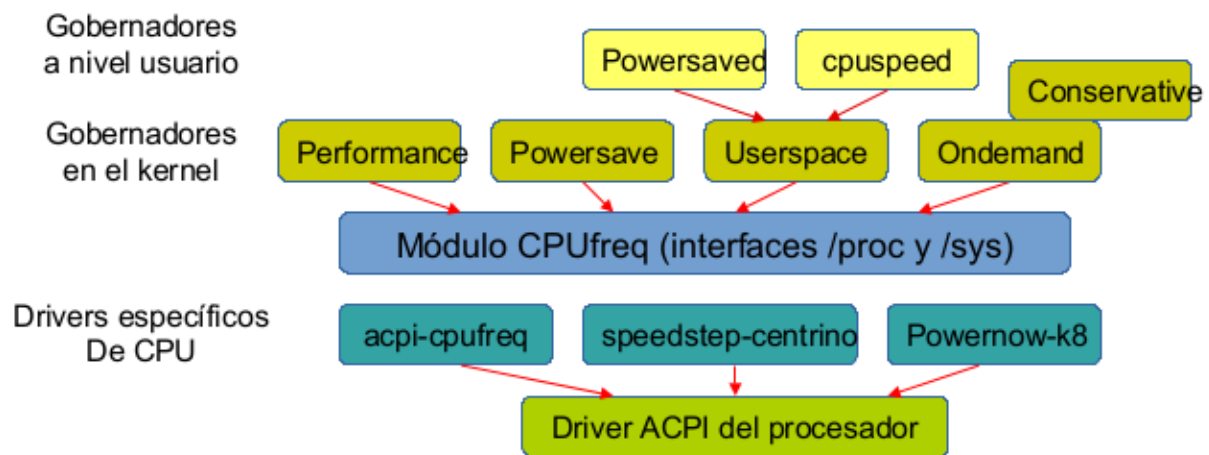 Gobernadores
a nivel usuario
Powersaved
cpuspeed
Conservative
Gobernadores
en el kernel
Performance
Powersave
Userspace
Ondemand
Módulo CPUfreq (interfaces /proc y /sys)
Drivers específicos
De CPU
acpi-cpufreq
speedstep-centrino
Powernow-k8
Driver ACPI del procesador